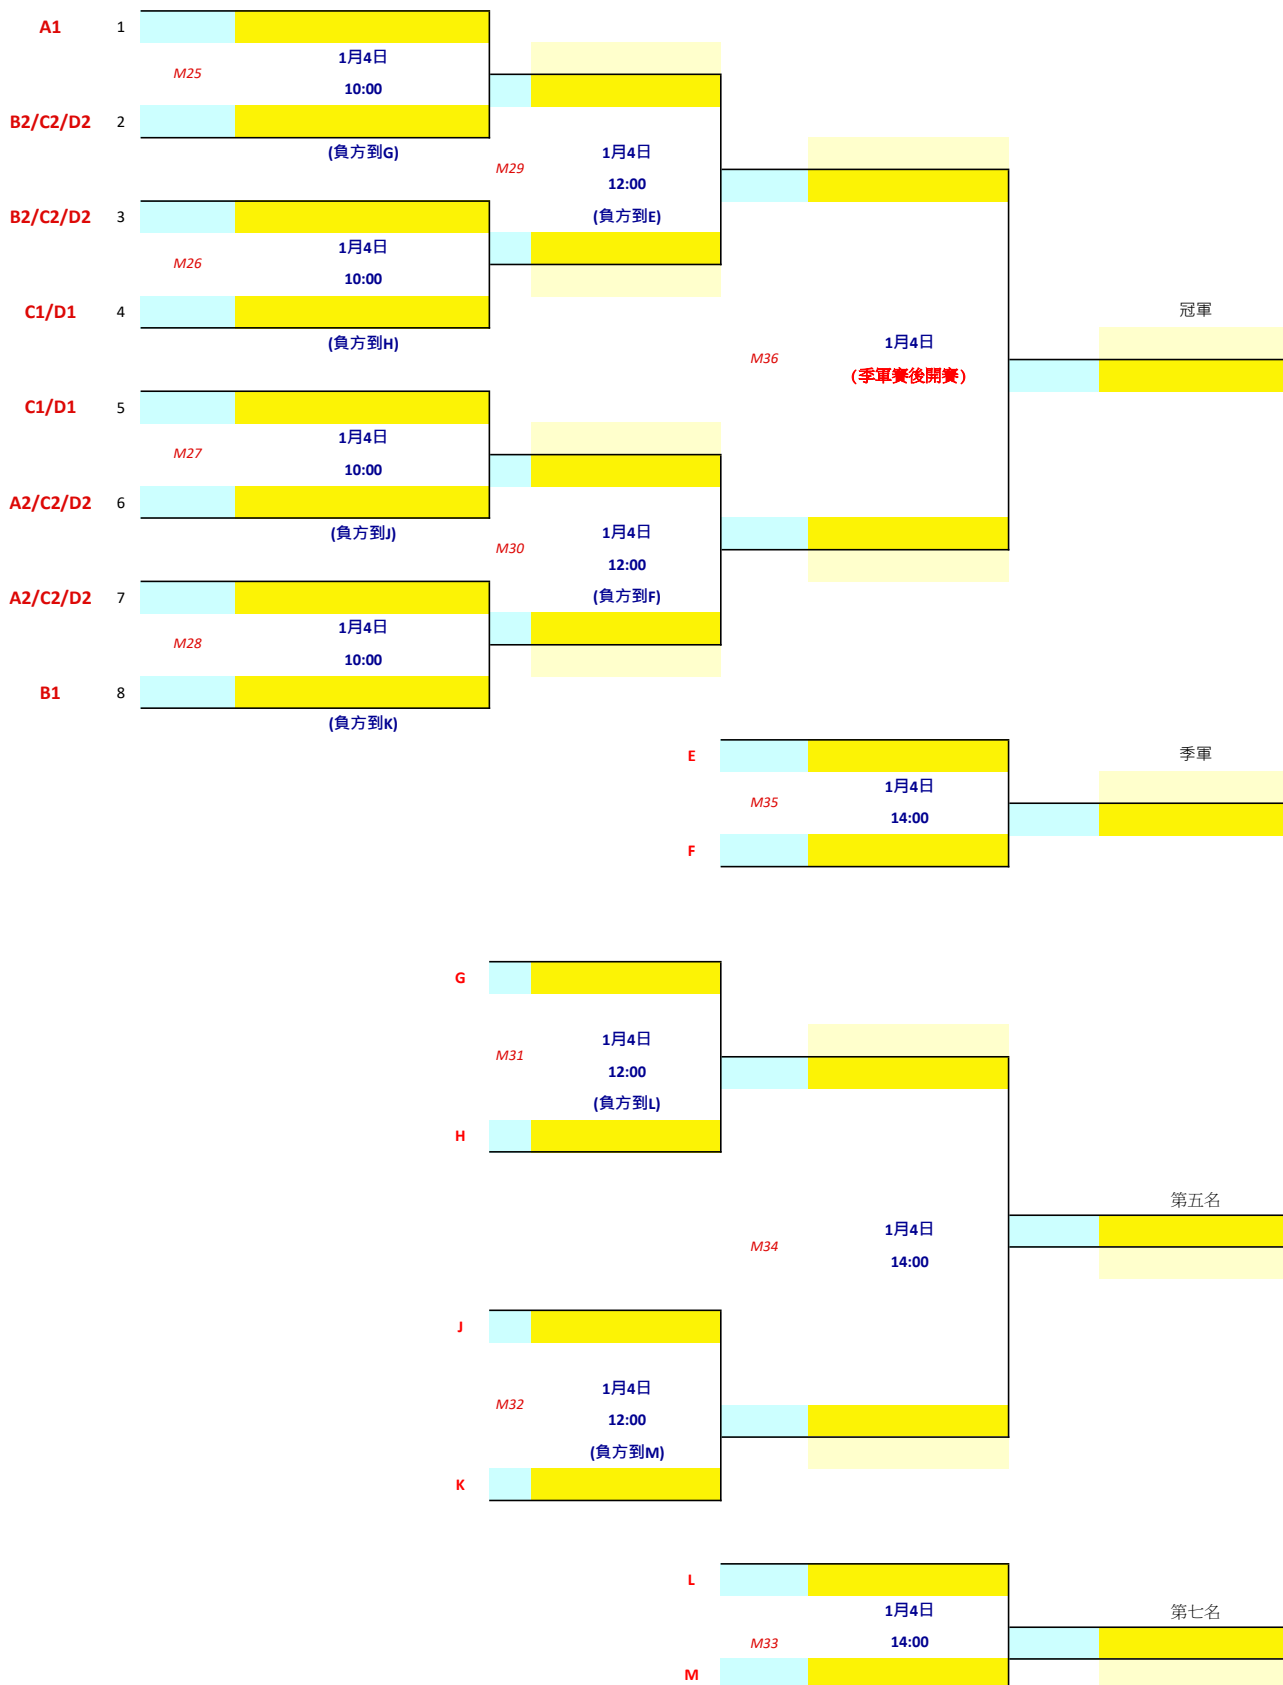 A1 1
1月4日
M25
10:00
B2/C2/D2 2
(負方到G)
1月4日
M29
12:00
B2/C2/D2 3
(負方到E)
1月4日
M26
10:00
C1/D1 4
(負方到H)
冠軍
M36
1月4日
(季軍賽後開賽)
C1/D1 5
1月4日
M27
10:00
A2/C2/D2 6
(負方到J)
1月4日
M30
12:00
A2/C2/D2 7
(負方到F)
1月4日
M28
10:00
B1 8
(負方到K)
E
季軍
1月4日
M35
14:00
F
G
1月4日
M31
12:00
(負方到L)
H
第五名
1月4日
M34
14:00
J
1月4日
M32
12:00
(負方到M)
K
L
1月4日
第七名
M33
14:00
M